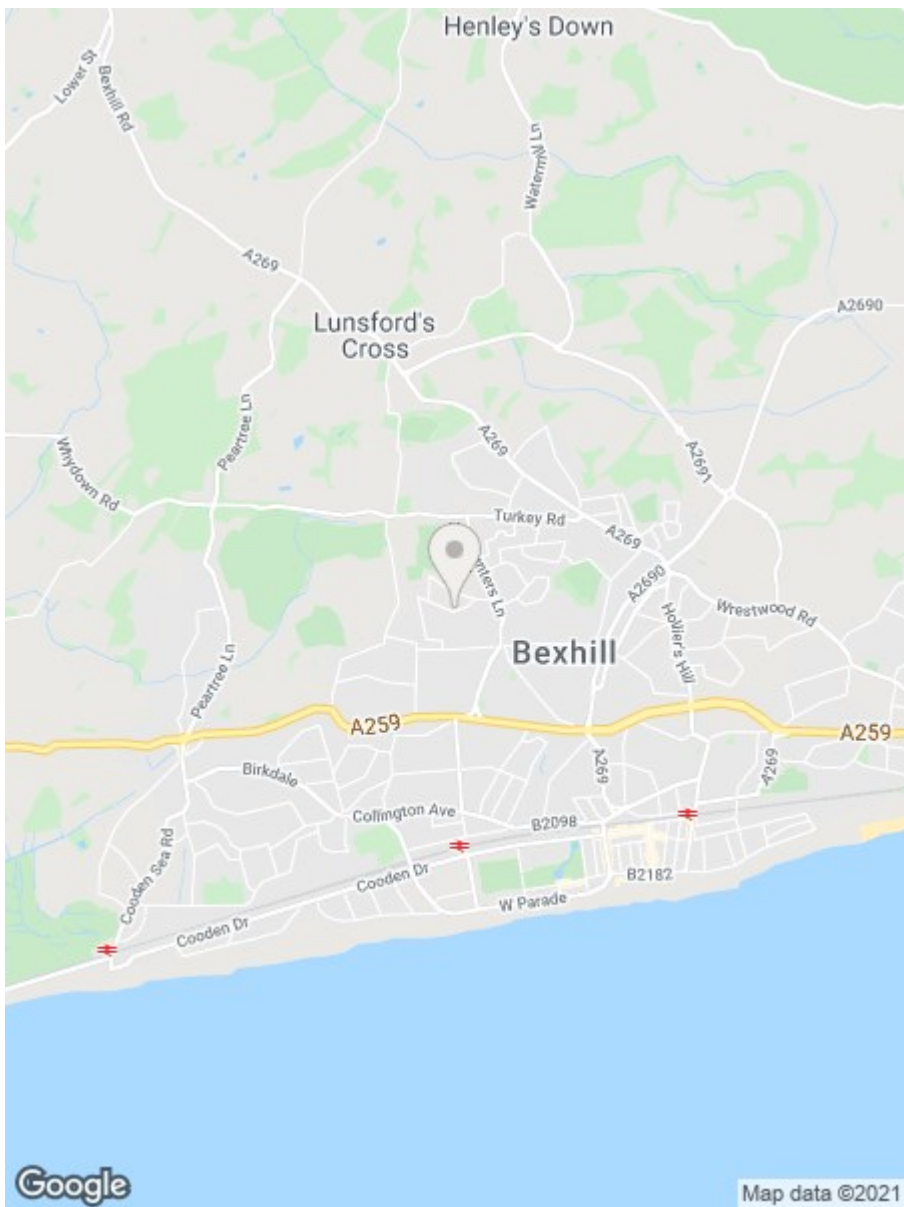 Henley's Down
Lower St
Bexhill Rd
Watermill Ln
A269
A2690
Lunsford's
Cross
Peartree Ln
A269
A2691
Whydown Rd
Turkey Rd
A269
A2690
nters Ln
Wrestwood Rd
Hollier's Hill
Bexhill
Peartree Ln
A259
A259
Birkdale
A269
A269
Collington Ave
B2098
Cooden Sea Rd
Cooden Dr
B2182
W Parade
Cooden Dr
Google
Map data ©2021